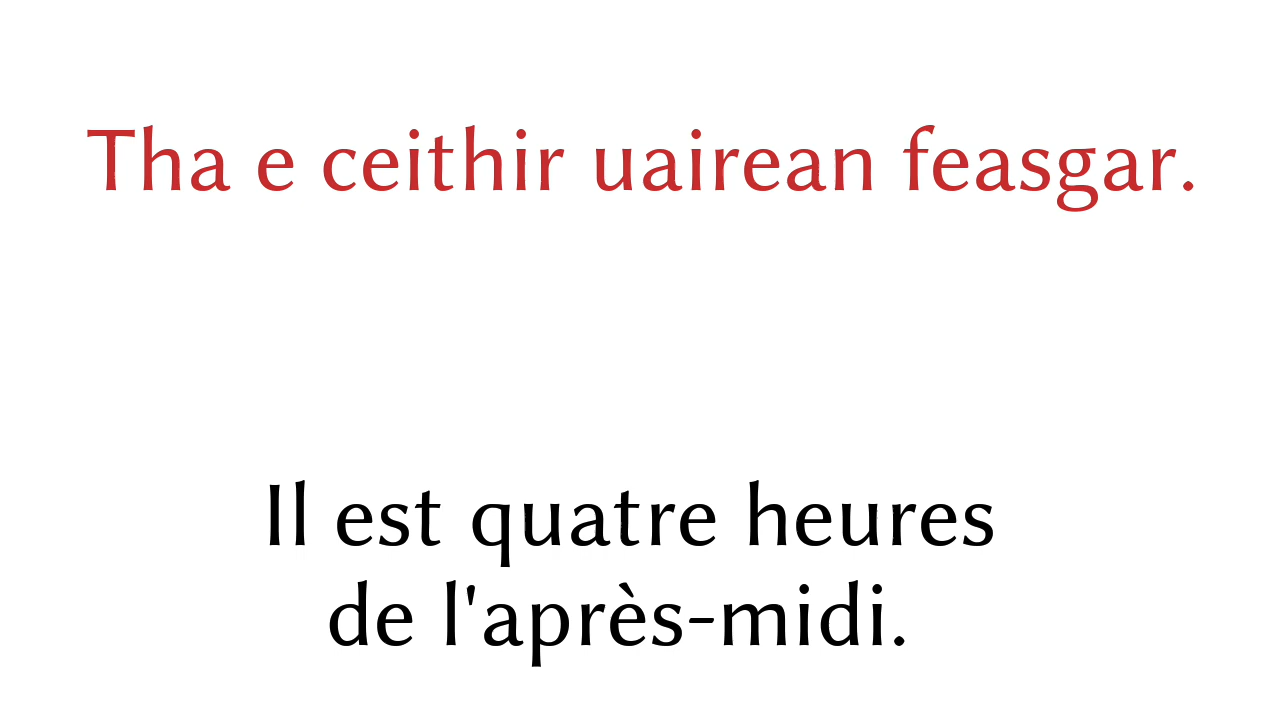 Tha e ceithir uairean feasgar.
Il est quatre heures
de l'après-midi.